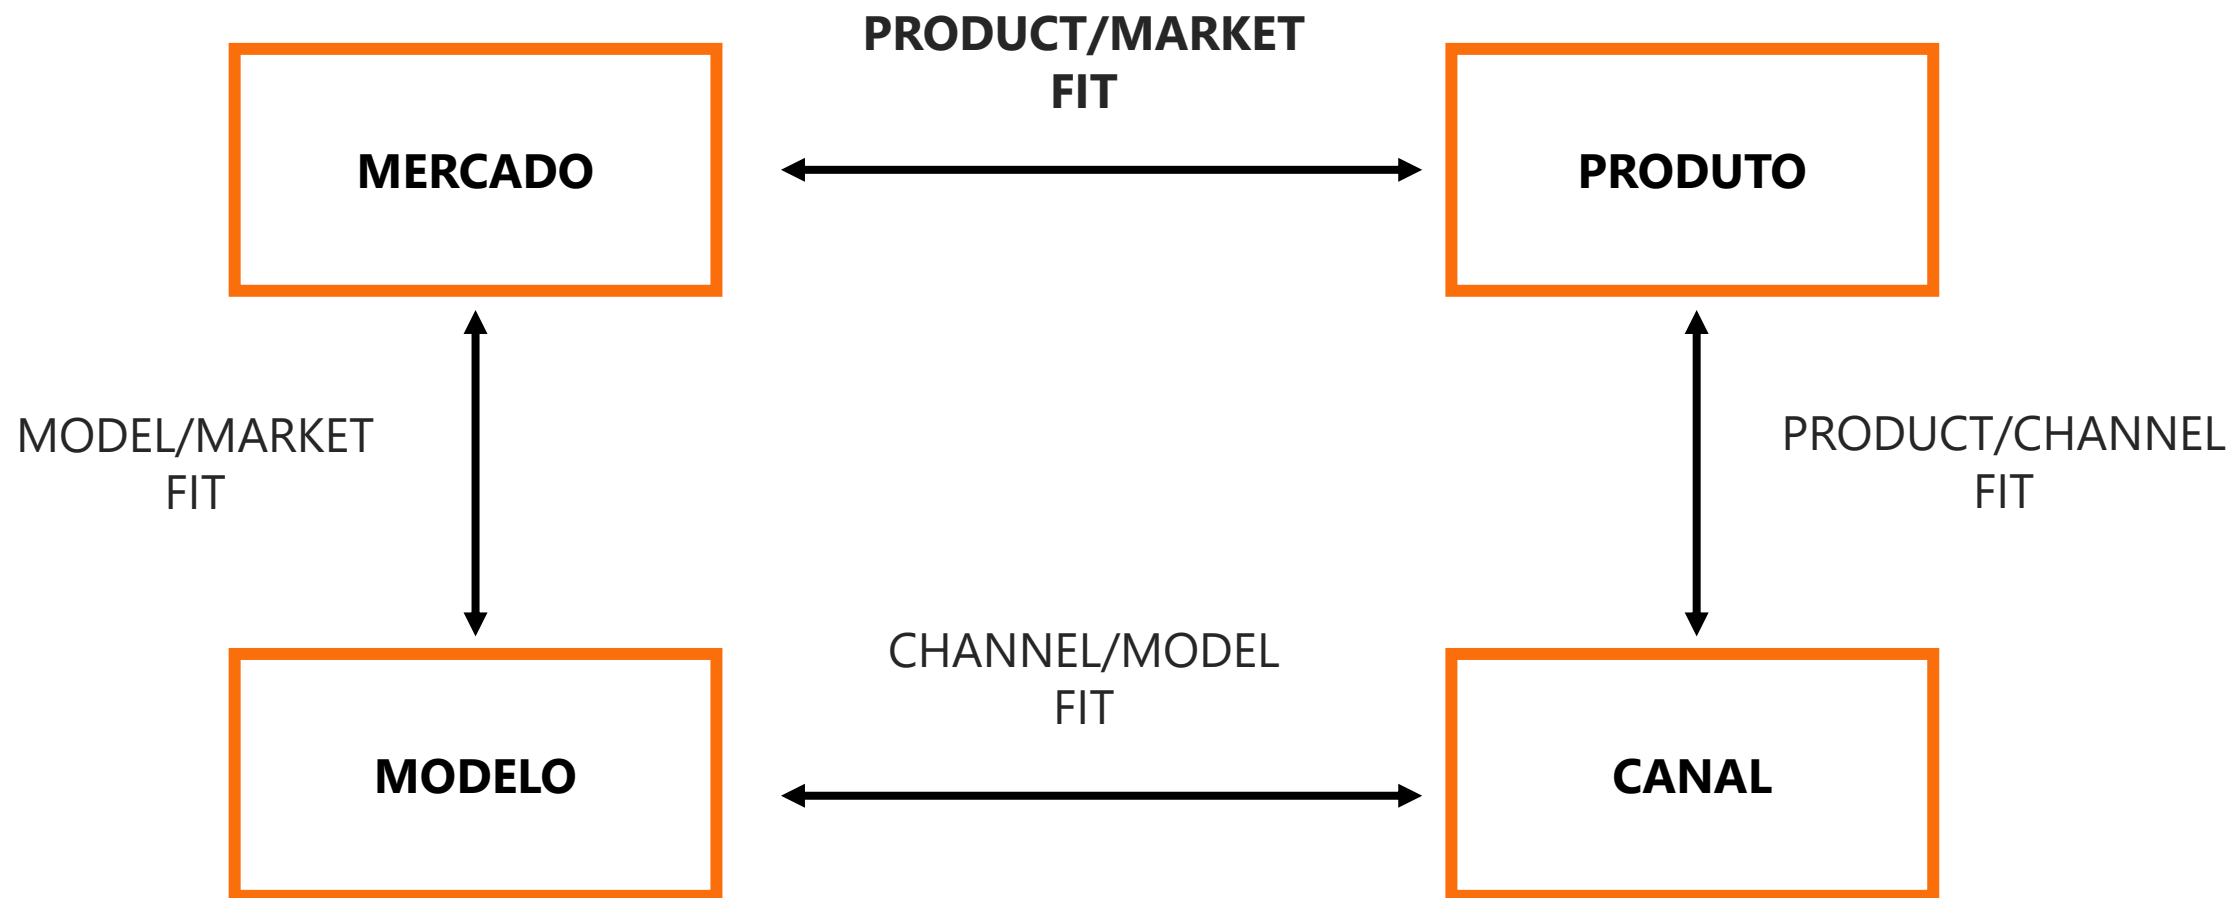 PRODUCT/MARKET
FIT
MERCADO
PRODUTO
MODEL/MARKET
FIT
PRODUCT/CHANNEL
FIT
CHANNEL/MODEL
FIT
MODELO
CANAL